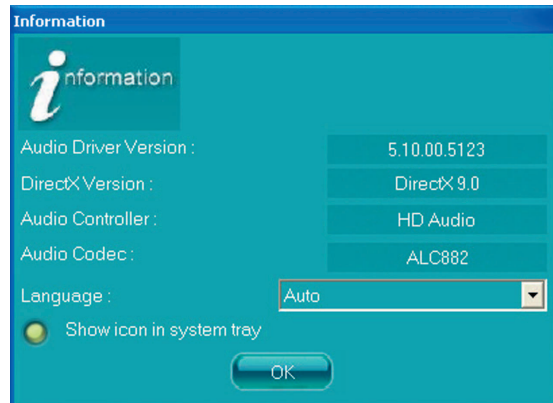 Information
information
Audio Driver Version : 5.10.00.5123
DirectX Version : DirectX 9.0
Audio Controller : HD Audio
Audio Codec : ALC882
Language : Auto
Show icon in system tray
OK